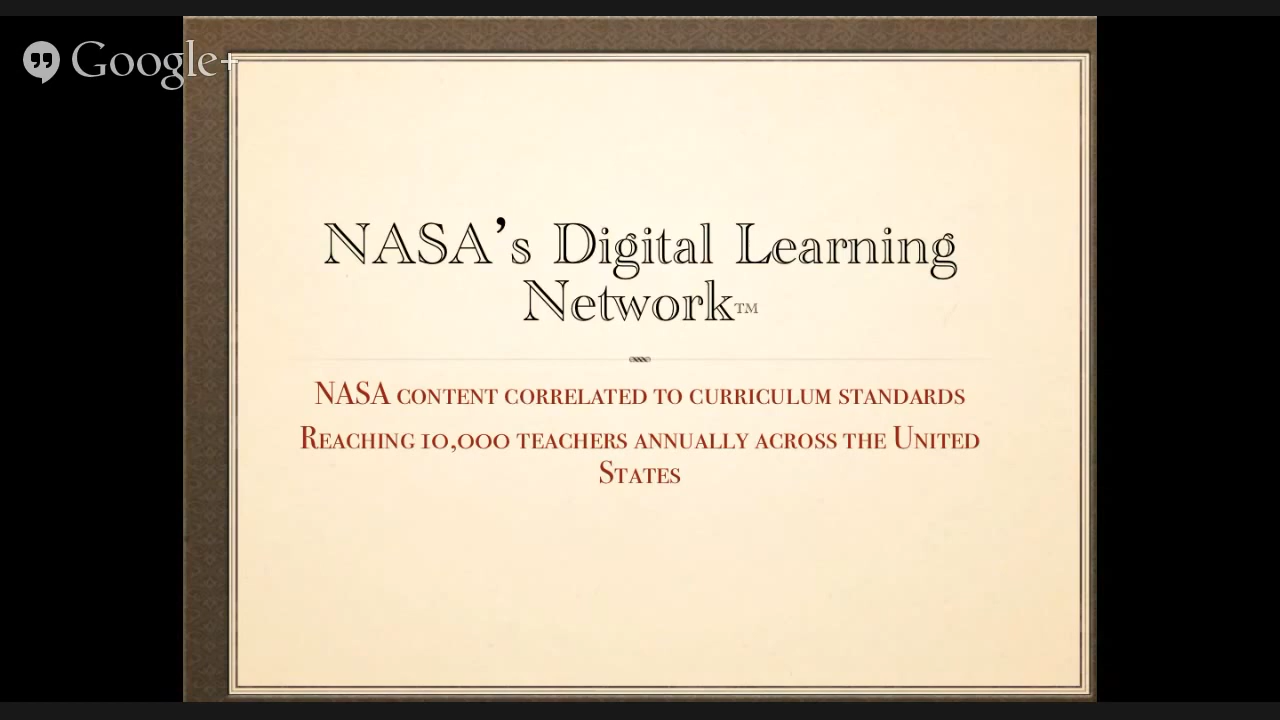 Google+
NASA's Digital Learning
Network™
NASA content correlated to curriculum standards
Reaching 10,000 teachers annually across the United
States